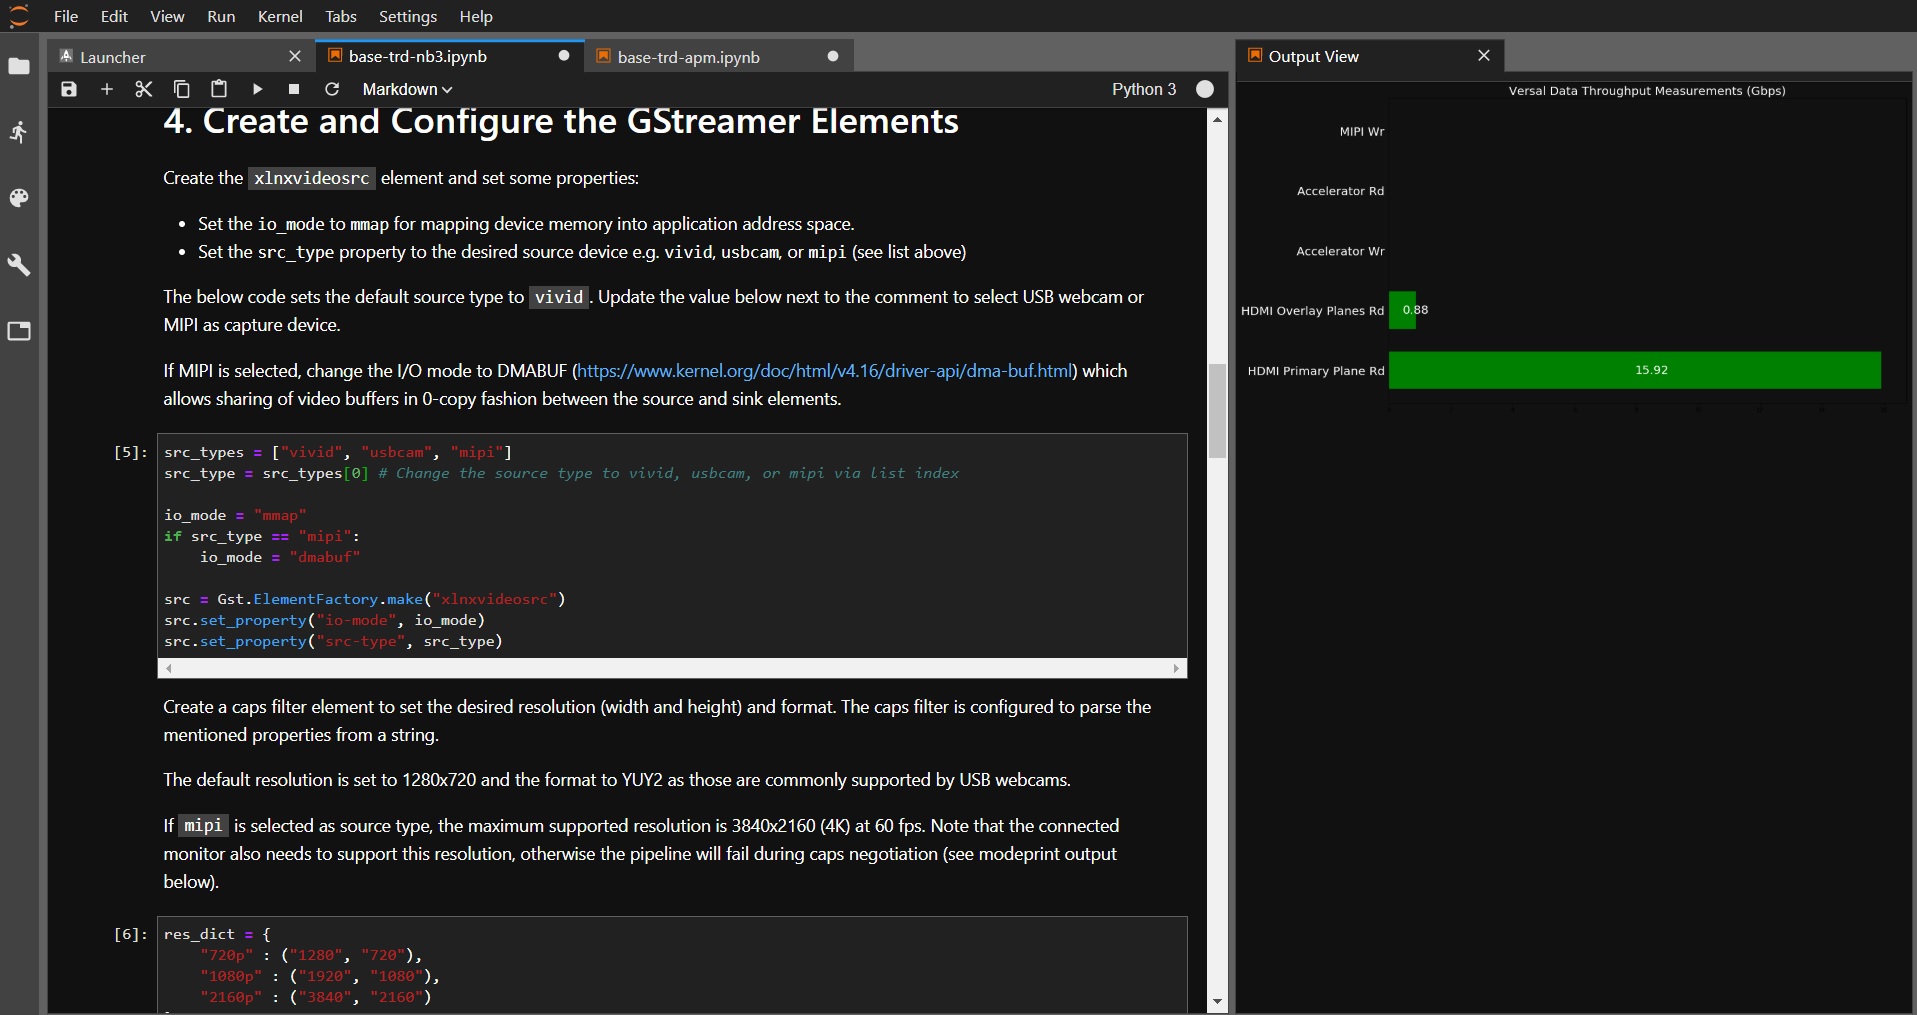 File Edit View Run Kernel Tabs Settings Help
Launcher
base-trd-nb3.ipynb
base-trd-apm.ipynb
Markdown
Python 3
4. Create and Configure the GStreamer Elements
Create the xlnxvideosrc element and set some properties:
• Set the io_mode to mmap for mapping device memory into application address space.
• Set the src_type property to the desired source device e.g. vivid, usbcam, or mipi (see list above)
The below code sets the default source type to vivid. Update the value below next to the comment to select USB webcam or
MIPI as capture device.
If MIPI is selected, change the I/O mode to DMABUF (https://www.kernel.org/doc/html/v4.16/driver-api/dma-buf.html) which
allows sharing of video buffers in 0-copy fashion between the source and sink elements.
[5]:
src_types = ["vivid", "usbcam", "mipi"]
src_type = src_types[0] # Change the source type to vivid, usbcam, or mipi via list index
io_mode = "mmap"
if src_type == "mipi":
    io_mode = "dmabuf"
src = Gst.ElementFactory.make("xlnxvideosrc")
src.set_property("io-mode", io_mode)
src.set_property("src-type", src_type)
Create a caps filter element to set the desired resolution (width and height) and format. The caps filter is configured to parse the
mentioned properties from a string.
The default resolution is set to 1280x720 and the format to YUY2 as those are commonly supported by USB webcams.
If mipi is selected as source type, the maximum supported resolution is 3840x2160 (4K) at 60 fps. Note that the connected
monitor also needs to support this resolution, otherwise the pipeline will fail during caps negotiation (see modeprint output
below).
[6]:
res_dict = {
    "720p" : ("1280", "720"),
    "1080p" : ("1920", "1080"),
    "2160p" : ("3840", "2160")
Output View
Versal Data Throughput Measurements (Gbps)
MIPI Wr
Accelerator Rd
Accelerator Wr
HDMI Overlay Planes Rd 0.88
HDMI Primary Plane Rd 15.92